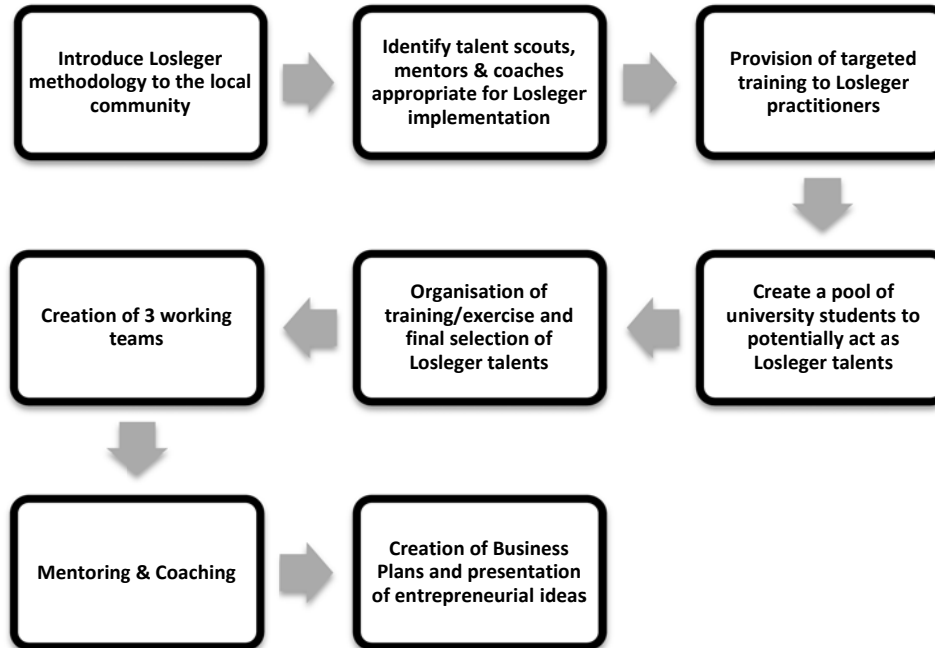 Introduce Losleger
methodology to the local
community
Identify talent scouts,
mentors & coaches
appropriate for Losleger
implementation
Provision of targeted
training to Losleger
practitioners
Create a pool of
university students to
potentially act as
Losleger talents
Organisation of
training/exercise and
final selection of
Losleger talents
Creation of 3 working
teams
Mentoring & Coaching
Creation of Business
Plans and presentation
of entrepreneurial ideas